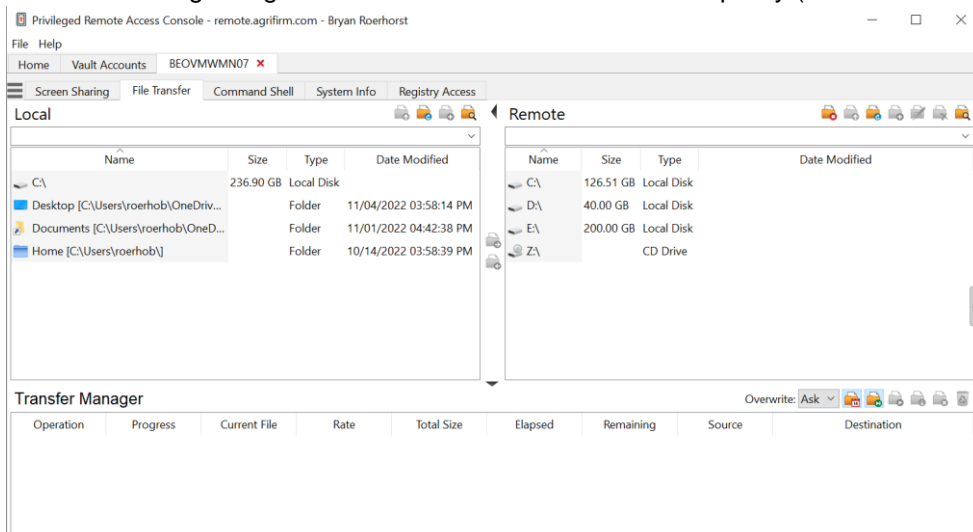 Privileged Remote Access Console - remote.agrifirm.com - Bryan Roerhorst
File Help
Home Vault Accounts BEOVMWMN07
Screen Sharing File Transfer Command Shell System Info Registry Access
Local
Name Size Type Date Modified
C:\ 236.90 GB Local Disk
Desktop [C:\Users\roerhob\OneDriv... Folder 11/04/2022 03:58:14 PM
Documents [C:\Users\roerhob\OneD... Folder 11/01/2022 04:42:38 PM
Home [C:\Users\roerhob\] Folder 10/14/2022 03:58:39 PM
Remote
Name Size Type Date Modified
C:\ 126.51 GB Local Disk
D:\ 40.00 GB Local Disk
E:\ 200.00 GB Local Disk
Z:\ CD Drive
Transfer Manager
Overwrite: Ask
Operation Progress Current File Rate Total Size Elapsed Remaining Source Destination